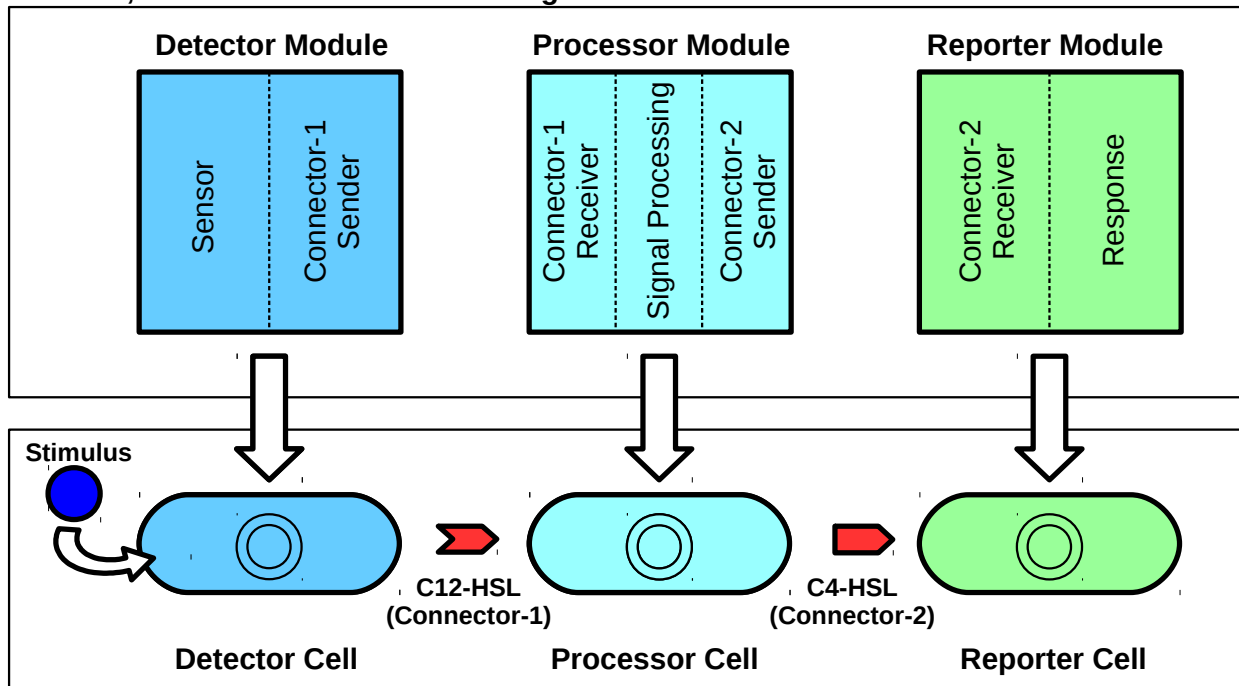 Detector Module
Processor Module
Reporter Module
Sensor
Connector-1
Sender
Connector-1
Receiver
Signal Processing
Connector-2
Sender
Connector-2
Receiver
Response
Stimulus
C12-HSL
(Connector-1)
C4-HSL
(Connector-2)
Detector Cell
Processor Cell
Reporter Cell